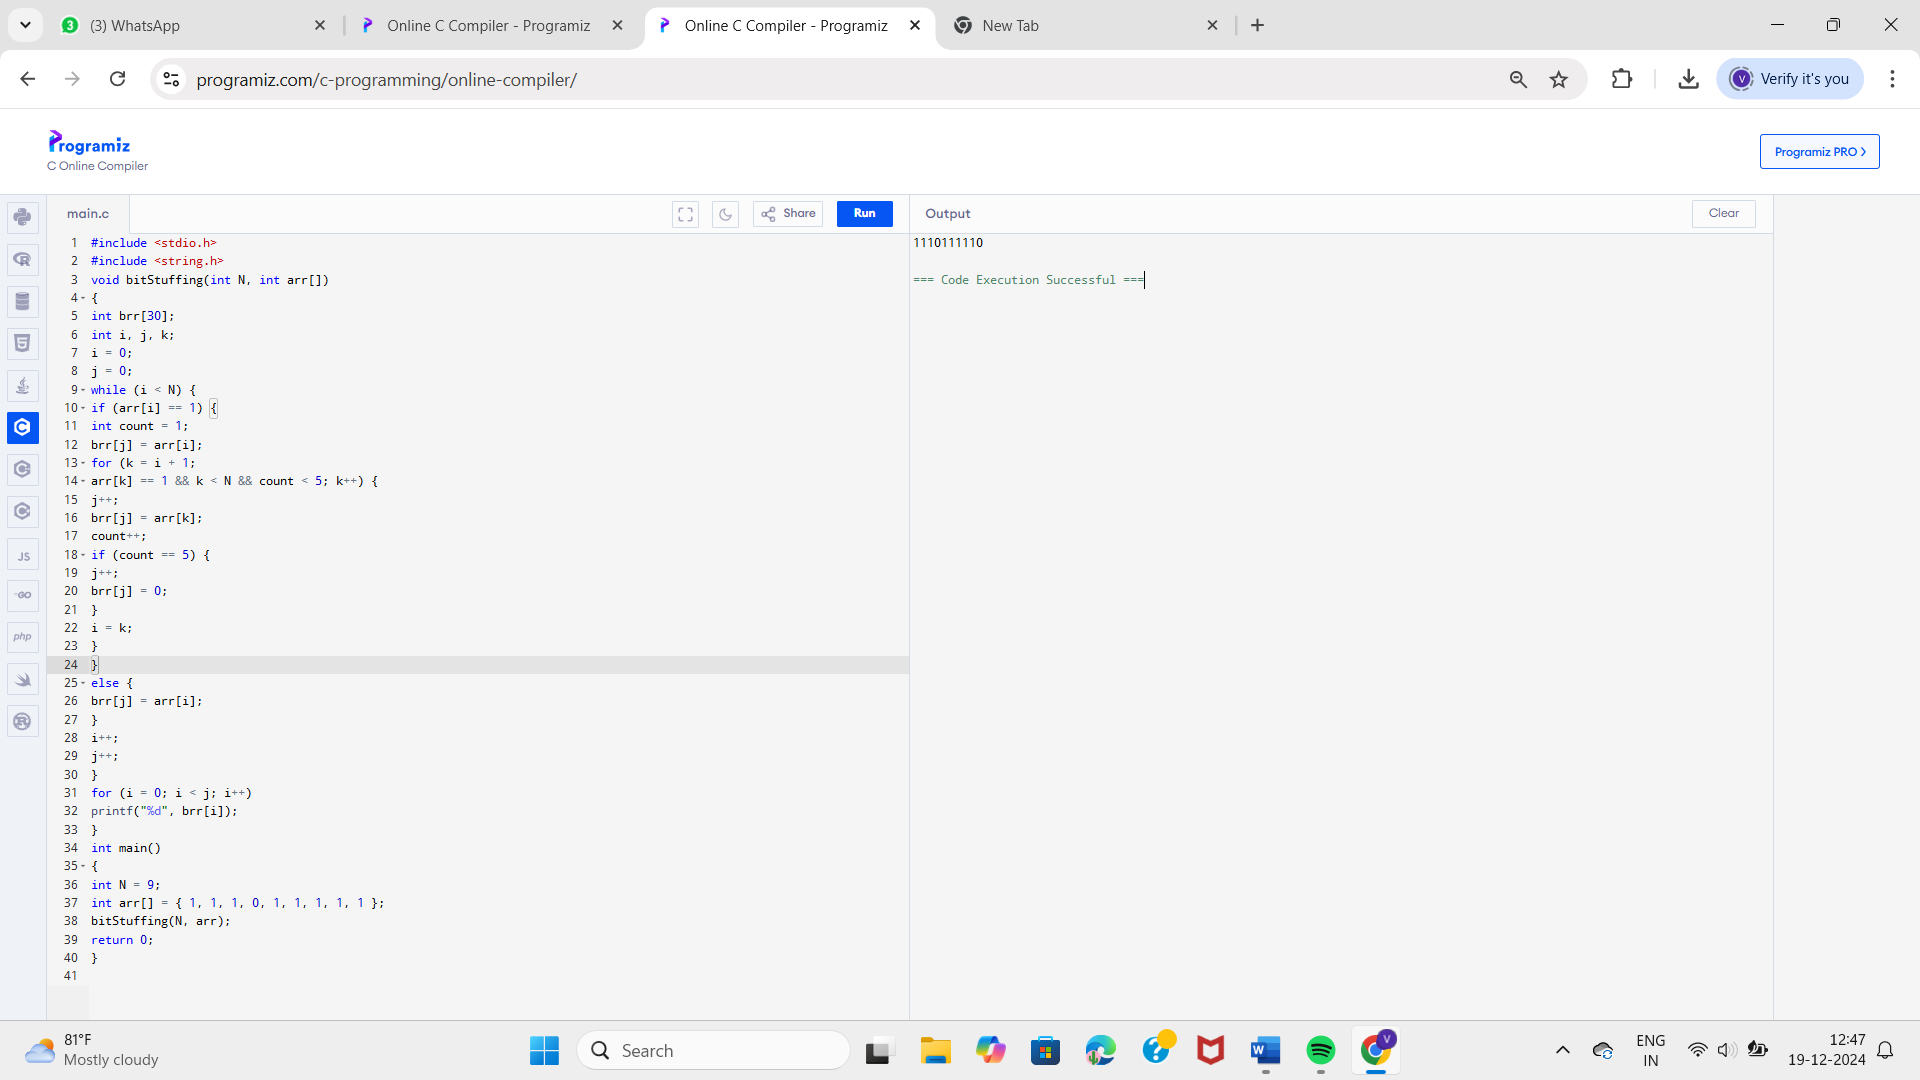 (3) WhatsApp
Online C Compiler - Programiz
Online C Compiler - Programiz
New Tab
programiz.com/c-programming/online-compiler/
Verify it's you
Programiz
C Online Compiler
Programiz PRO
main.c
Share
Run
Output
Clear
1 #include <stdio.h>
2 #include <string.h>
3 void bitStuffing(int N, int arr[])
4 {
5 int brr[30];
6 int i, j, k;
7 i = 0;
8 j = 0;
9 while (i < N) {
10 if (arr[i] == 1) {
11 int count = 1;
12 brr[j] = arr[i];
13 for (k = i + 1;
14 arr[k] == 1 && k < N && count < 5; k++) {
15 j++;
16 brr[j] = arr[k];
17 count++;
18 if (count == 5) {
19 j++;
20 brr[j] = 0;
21 }
22 i = k;
23 }
24 }
25 else {
26 brr[j] = arr[i];
27 }
28 i++;
29 j++;
30 }
31 for (i = 0; i < j; i++)
32 printf("%d", brr[i]);
33 }
34 int main()
35 {
36 int N = 9;
37 int arr[] = { 1, 1, 1, 0, 1, 1, 1, 1, 1 };
38 bitStuffing(N, arr);
39 return 0;
40 }
41
1110111110
=== Code Execution Successful ===
JS
GO
php
81°F
Mostly cloudy
Search
ENG
IN
12:47
19-12-2024